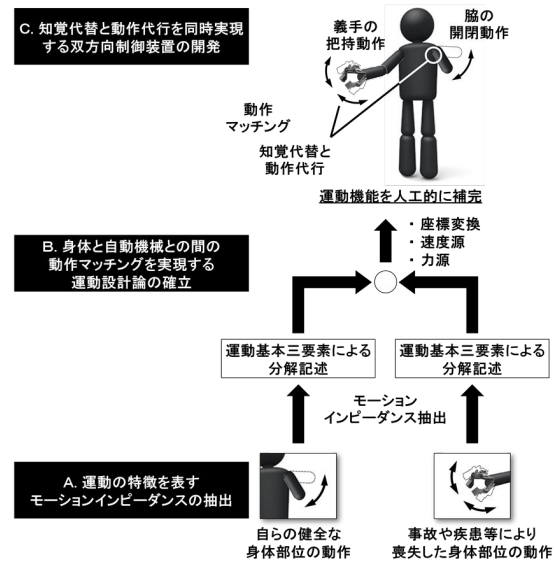 C. 知覚代替と動作代行を同時実現
する双方向制御装置の開発
義手の
把持動作
脇の
開閉動作
動作
マッチング
知覚代替と
動作代行
運動機能を人工的に補完
・ 座標変換
・ 速度源
・ 力源
B. 身体と自動機械との間の
動作マッチングを実現する
運動設計論の確立
運動基本三要素による
分解記述
運動基本三要素による
分解記述
モーション
インピーダンス抽出
A. 運動の特徴を表す
モーションインピーダンスの抽出
自らの健全な
身体部位の動作
事故や疾患等により
喪失した身体部位の動作